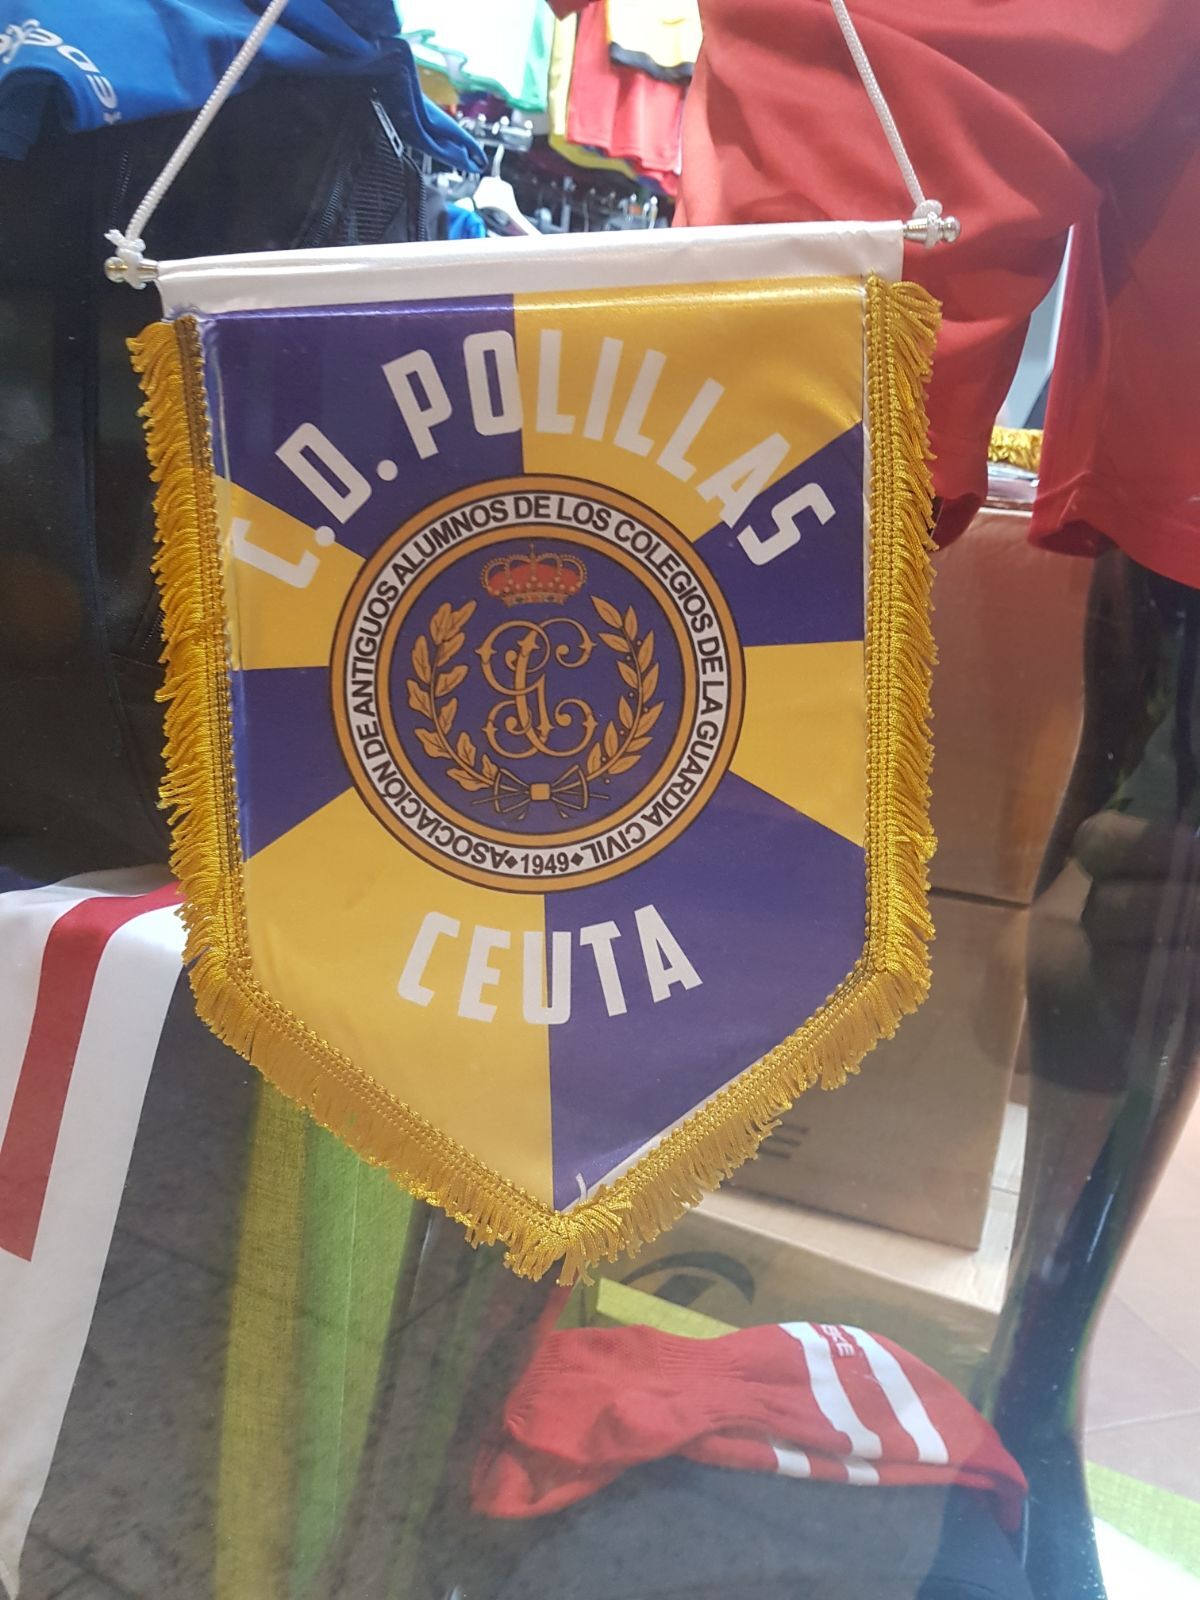 C.D. POLILLAS
ASOCIACIÓN DE ANTIGUOS ALUMNOS DE LOS COLEGIOS DE LA GUARDIA CIVIL
1949
CEUTA